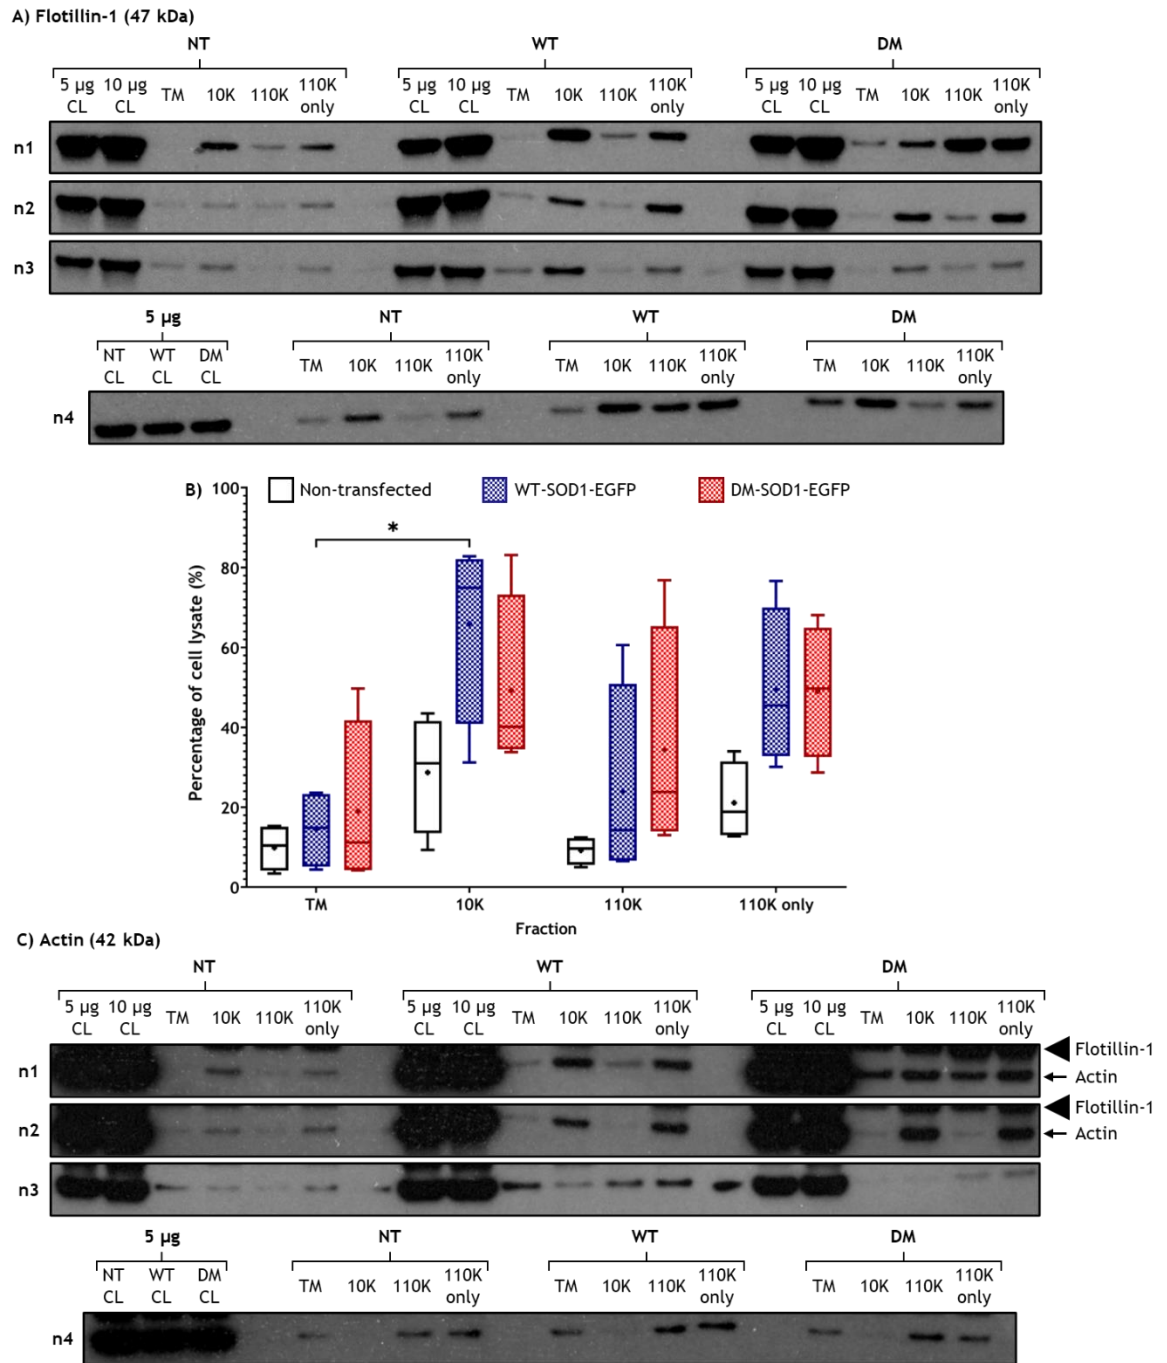 A) Flotillin-1 (47 kDa)
NT WT DM
5 µg 10 µg TM 10K 110K 110K 5 µg 10 µg TM 10K 110K 110K 5 µg 10 µg TM 10K 110K 110K
CL CL only CL CL only CL CL only
n1
n2
n3
5 µg NT WT DM
NT WT DM TM 10K 110K 110K TM 10K 110K 110K TM 10K 110K 110K
CL CL CL only only only
n4
B) 100 Non-transfected WT-SOD1-EGFP DM-SOD1-EGFP
*
80
60
40
20
0
Percentage of cell lysate (%)
TM 10K 110K 110K only
Fraction
C) Actin (42 kDa)
NT WT DM
5 µg 10 µg TM 10K 110K 110K 5 µg 10 µg TM 10K 110K 110K 5 µg 10 µg TM 10K 110K 110K
CL CL only CL CL only CL CL only
Flotillin-1
n1 Actin
Flotillin-1
n2 Actin
n3
5 µg NT WT DM
NT WT DM TM 10K 110K 110K TM 10K 110K 110K TM 10K 110K 110K
CL CL CL only only only
n4